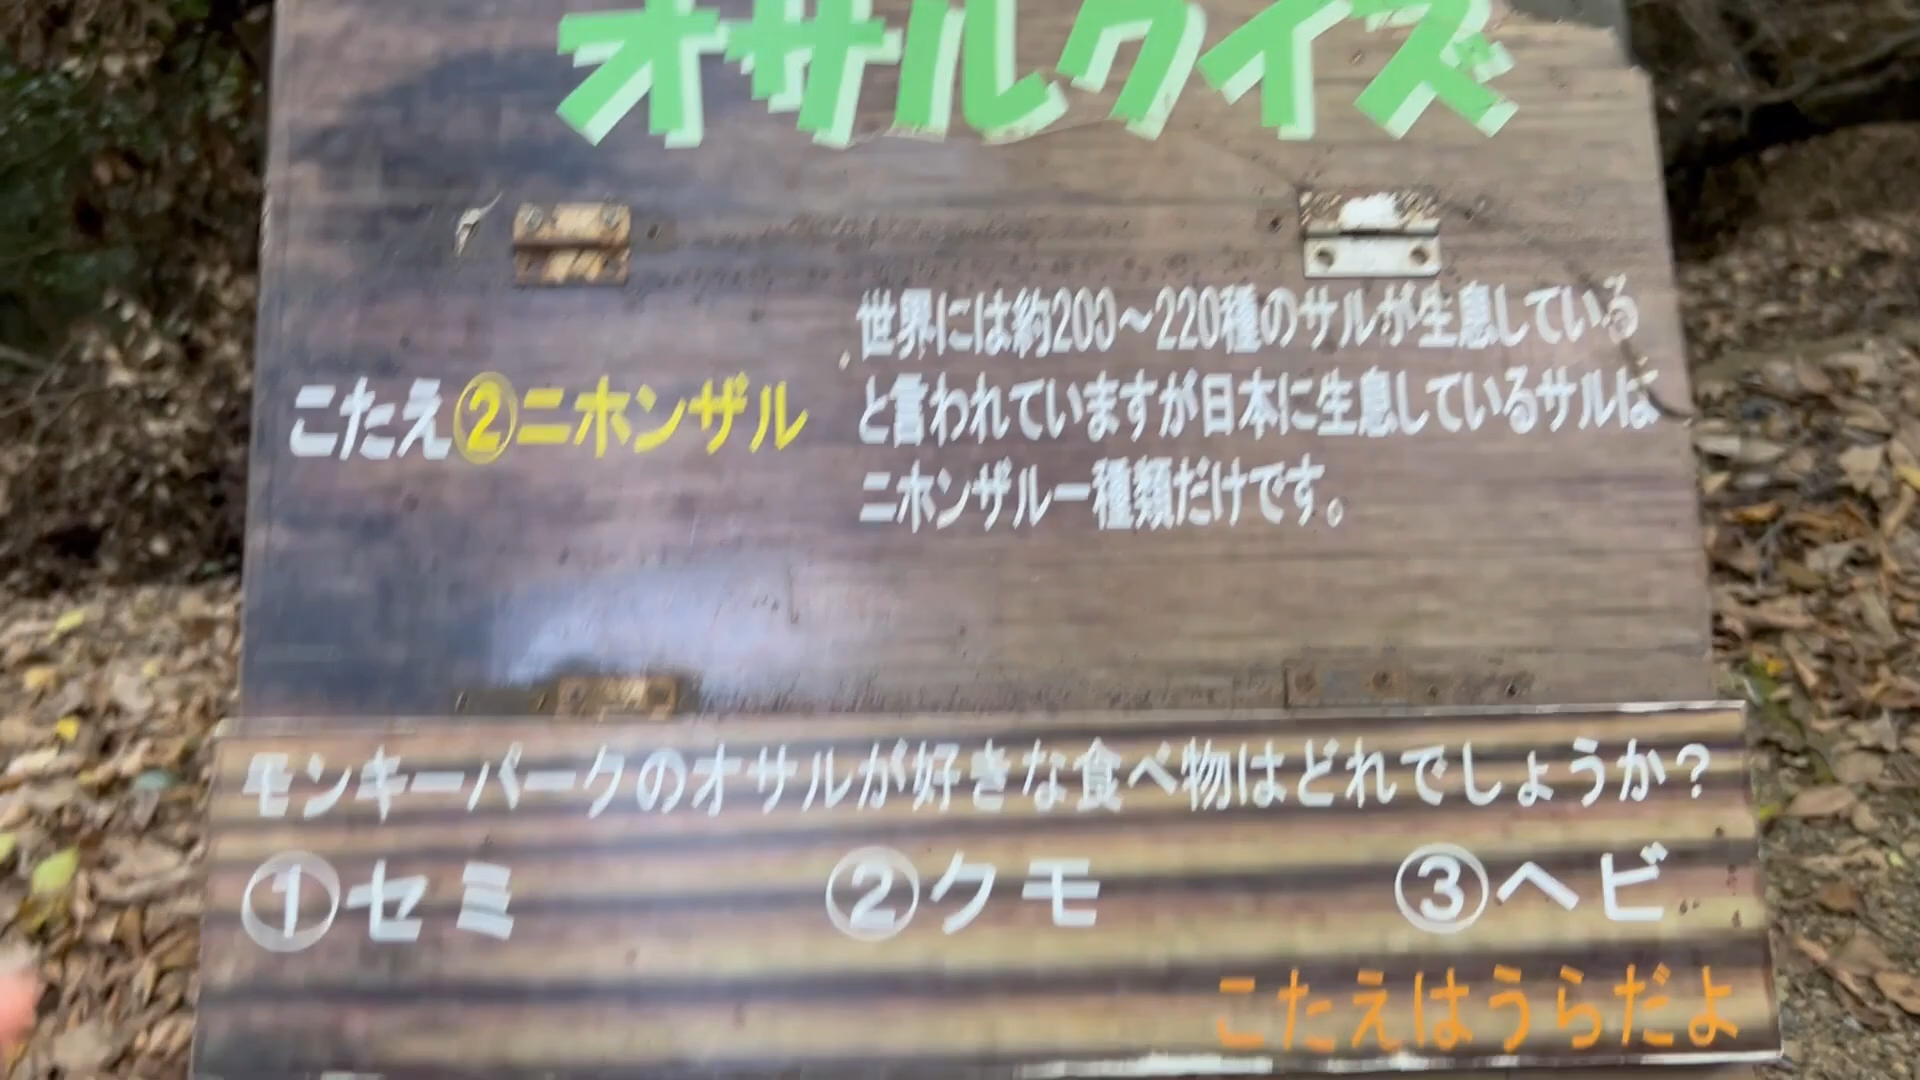 オサルクイズ
こたえ②ニホンザル
世界には約200〜220種のサルが生息している
と言われていますが日本に生息しているサルは
ニホンザル一種類だけです。
モンキーパークのオサルが好きな食べ物はどれでしょうか？
①セミ ②クモ ③ヘビ
こたえはうらだよ